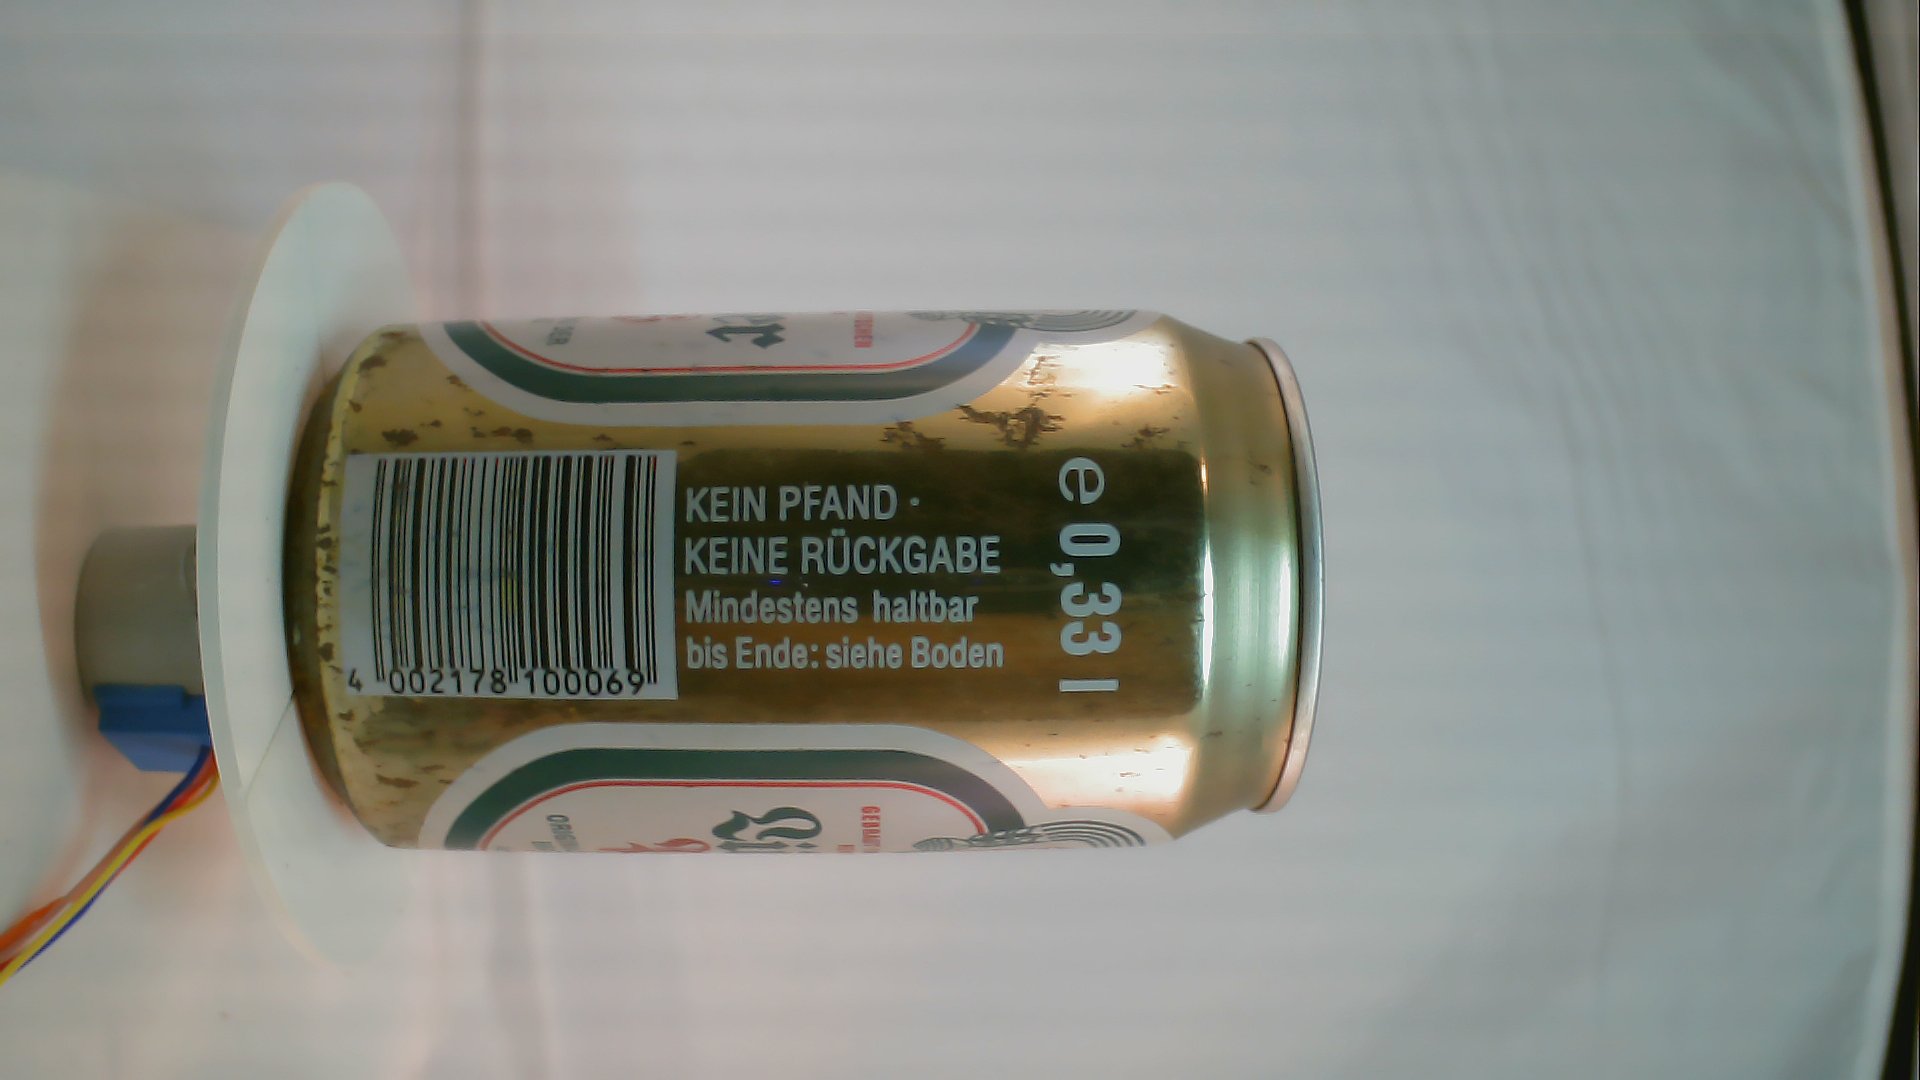 KEIN PFAND ·
KEINE RÜCKGABE
Mindestens haltbar
bis Ende: siehe Boden
4 002178 100069
e 0,33 l